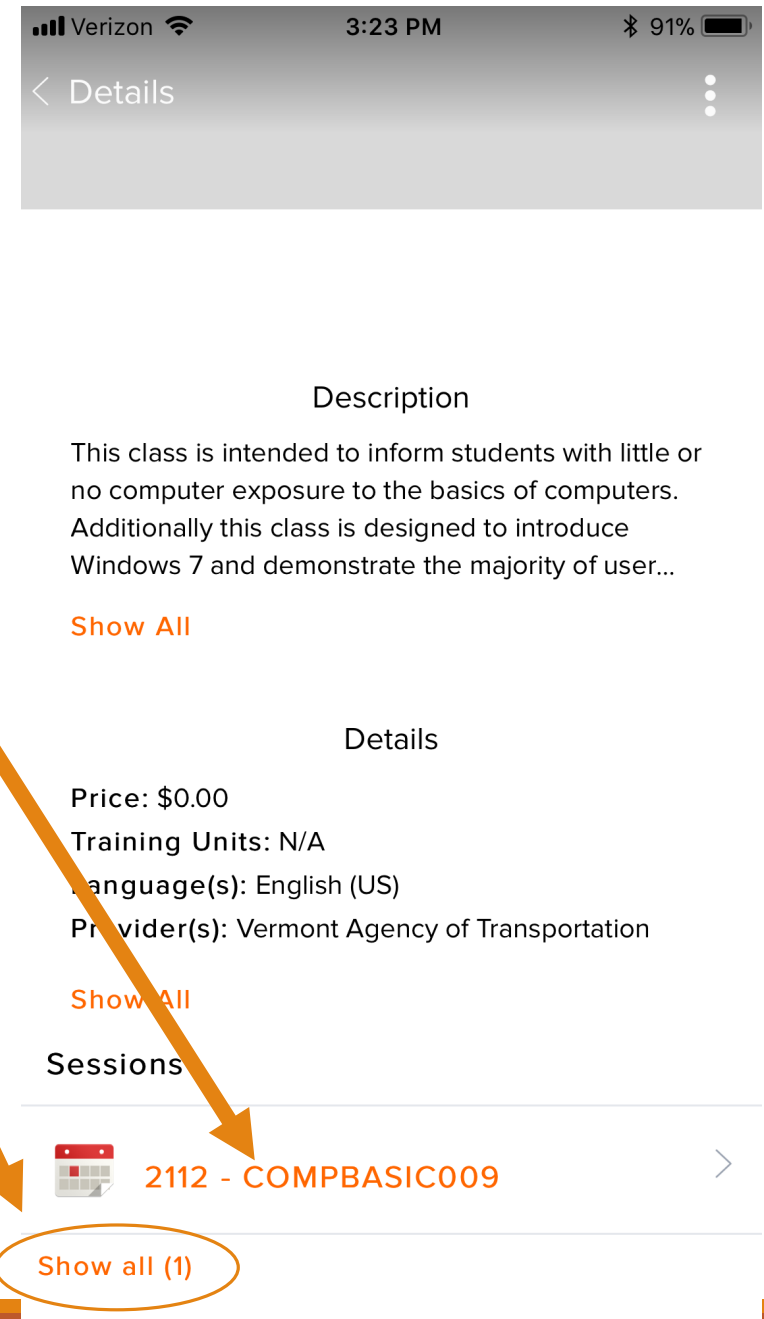 Verizon 3:23 PM 91%
Details
Description
This class is intended to inform students with little or
no computer exposure to the basics of computers.
Additionally this class is designed to introduce
Windows 7 and demonstrate the majority of user...
Show All
Details
Price: $0.00
Training Units: N/A
Language(s): English (US)
Provider(s): Vermont Agency of Transportation
Show All
Sessions
2112 - COMPBASIC009
Show all (1)